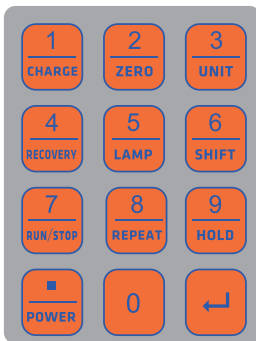 1 2 3
CHARGE ZERO UNIT
4 5 6
RECOVERY LAMP SHIFT
7 8 9
RUN/STOP REPEAT HOLD
.
POWER 0 ↵